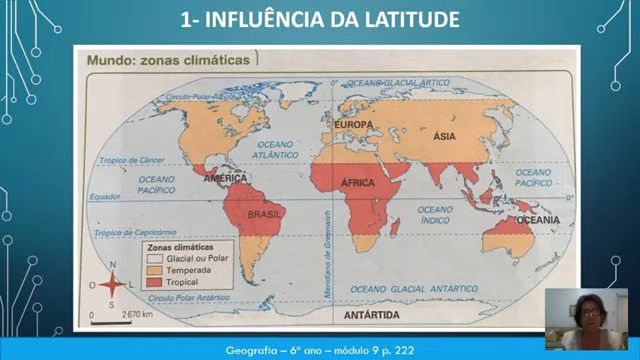 1- INFLUÊNCIA DA LATITUDE
Mundo: zonas climáticas
0° OCEANO GLACIAL ÁRTICO
Círculo Polar Ártico
EUROPA
ÁSIA
OCEANO
ATLÂNTICO
Trópico de Câncer
OCEANO
PACÍFICO
AMÉRICA
ÁFRICA
OCEANO
PACÍFICO
Equador
0°
BRASIL
OCEANO
ÍNDICO
OCEANIA
Trópico de Capricórnio
Meridiano de Greenwich
Zonas climáticas
Glacial ou Polar
Temperada
Tropical
N
O
L
S
OCEANO GLACIAL ANTÁRTICO
Círculo Polar Antártico
ANTÁRTIDA
0
2 670 km
Geografia – 6º ano – módulo 9 p. 222